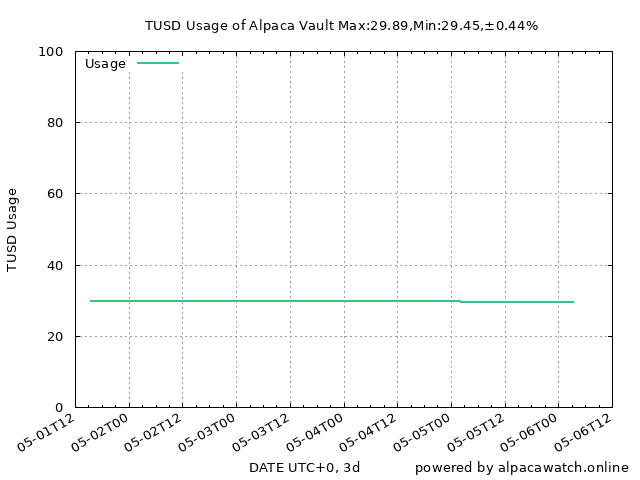 TUSD Usage of Alpaca Vault Max:29.89,Min:29.45,±0.44%
Usage
100
80
60
40
20
0
TUSD Usage
05-01T12 05-02T00 05-02T12 05-03T00 05-03T12 05-04T00 05-04T12 05-05T00 05-05T12 05-06T00 05-06T12
DATE UTC+0, 3d powered by alpacawatch.online